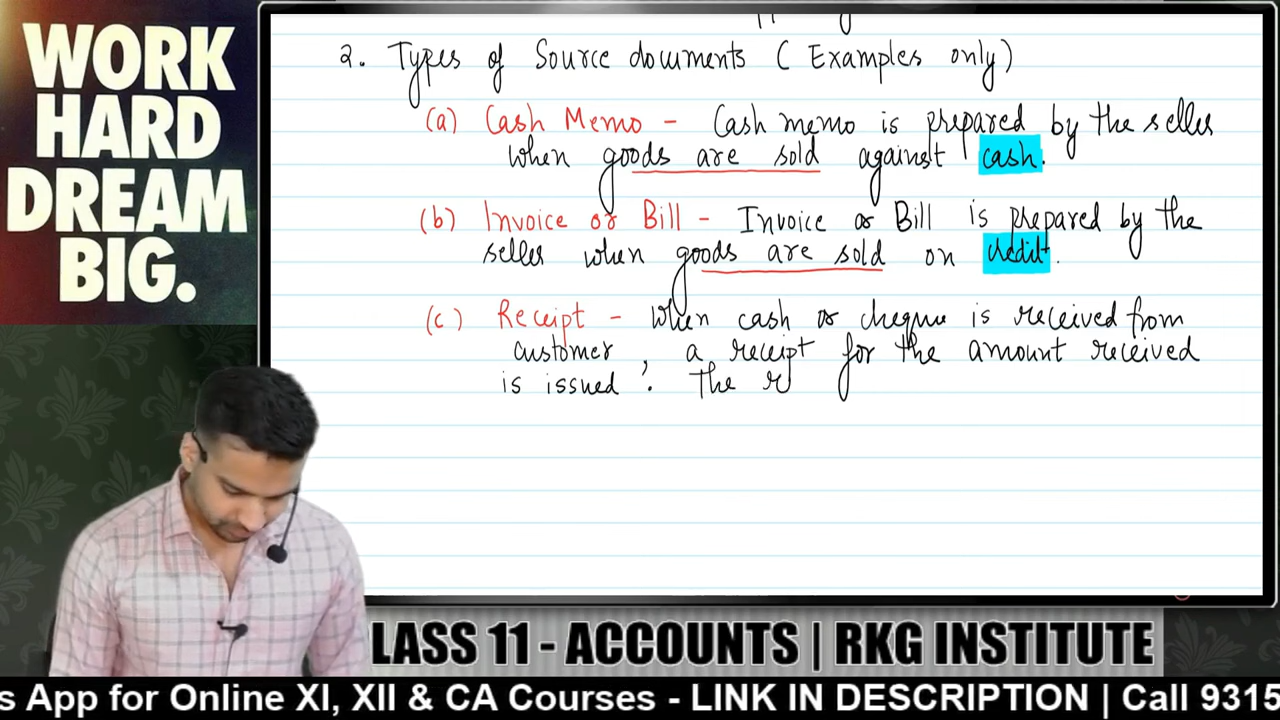 WORK
HARD
DREAM
BIG.
2. Types of Source documents ( Examples only)
(a) Cash Memo - Cash memo is prepared by the seller
when goods are sold against cash.
(b) Invoice or Bill - Invoice or Bill is prepared by the
seller when goods are sold on credit.
(c) Receipt - When cash or cheque is received from
customer, a receipt for the amount received
is issued. The r
LASS 11 - ACCOUNTS | RKG INSTITUTE
s App for Online XI, XII & CA Courses - LINK IN DESCRIPTION | Call 9315